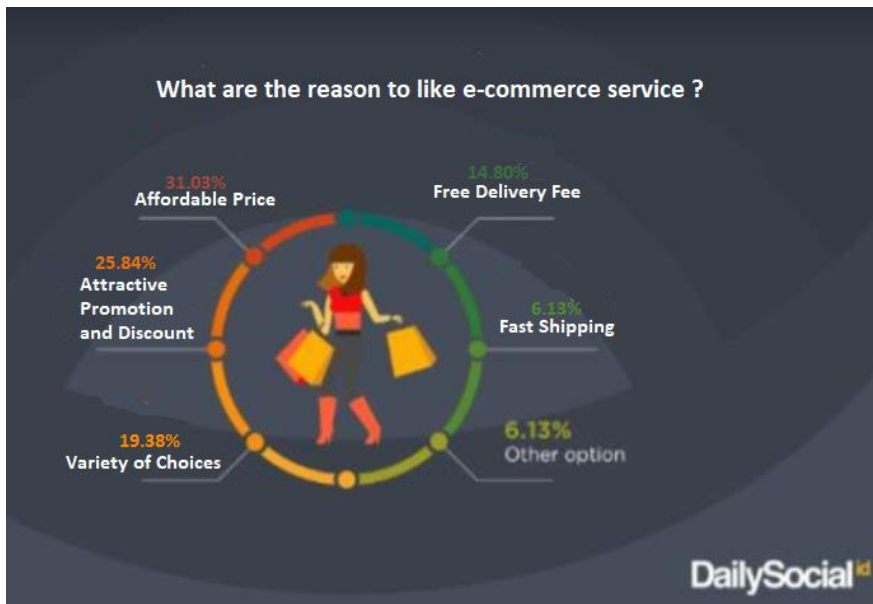 What are the reason to like e-commerce service ?
31.03%
Affordable Price
14.80%
Free Delivery Fee
25.84%
Attractive
Promotion
and Discount
6.13%
Fast Shipping
19.38%
Variety of Choices
6.13%
Other option
DailySocial id